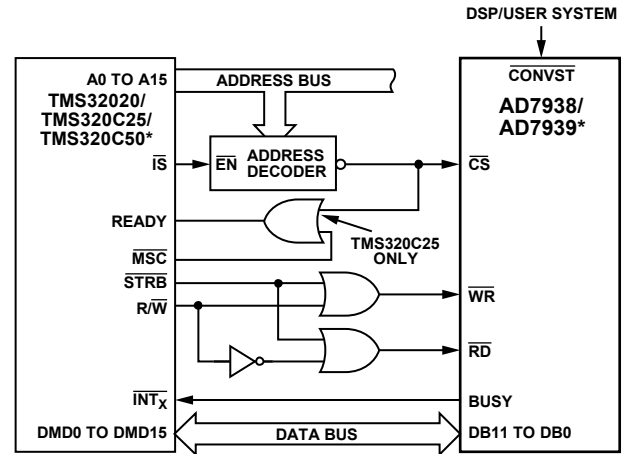 DSP/USER SYSTEM
A0 TO A15
ADDRESS BUS
CONVST
TMS32020/
TMS320C25/
TMS320C50*
AD7938/
AD7939*
IS
EN
ADDRESS
DECODER
CS
READY
TMS320C25
ONLY
MSC
STRB
R/W
WR
RD
INTX
BUSY
DMD0 TO DMD15
DATA BUS
DB11 TO DB0